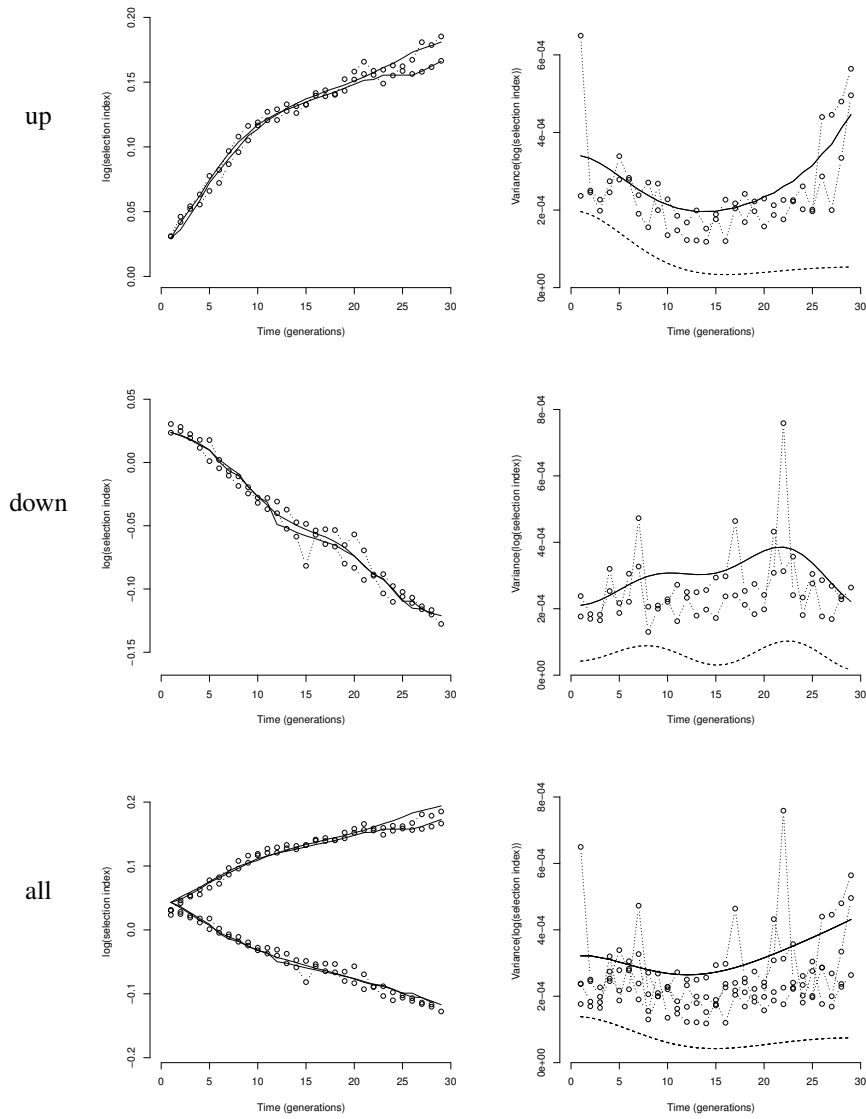 up
log(selection index)
0.00 0.05 0.10 0.15 0.20
0 5 10 15 20 25 30
Time (generations)
Variance(log(selection index))
0e+00 2e−04 4e−04 6e−04
0 5 10 15 20 25 30
Time (generations)
down
log(selection index)
−0.15 −0.10 −0.05 0.00 0.05
0 5 10 15 20 25 30
Time (generations)
Variance(log(selection index))
0e+00 2e−04 4e−04 6e−04 8e−04
0 5 10 15 20 25 30
Time (generations)
all
log(selection index)
−0.2 −0.1 0.0 0.1 0.2
0 5 10 15 20 25 30
Time (generations)
Variance(log(selection index))
0e+00 2e−04 4e−04 6e−04 8e−04
0 5 10 15 20 25 30
Time (generations)